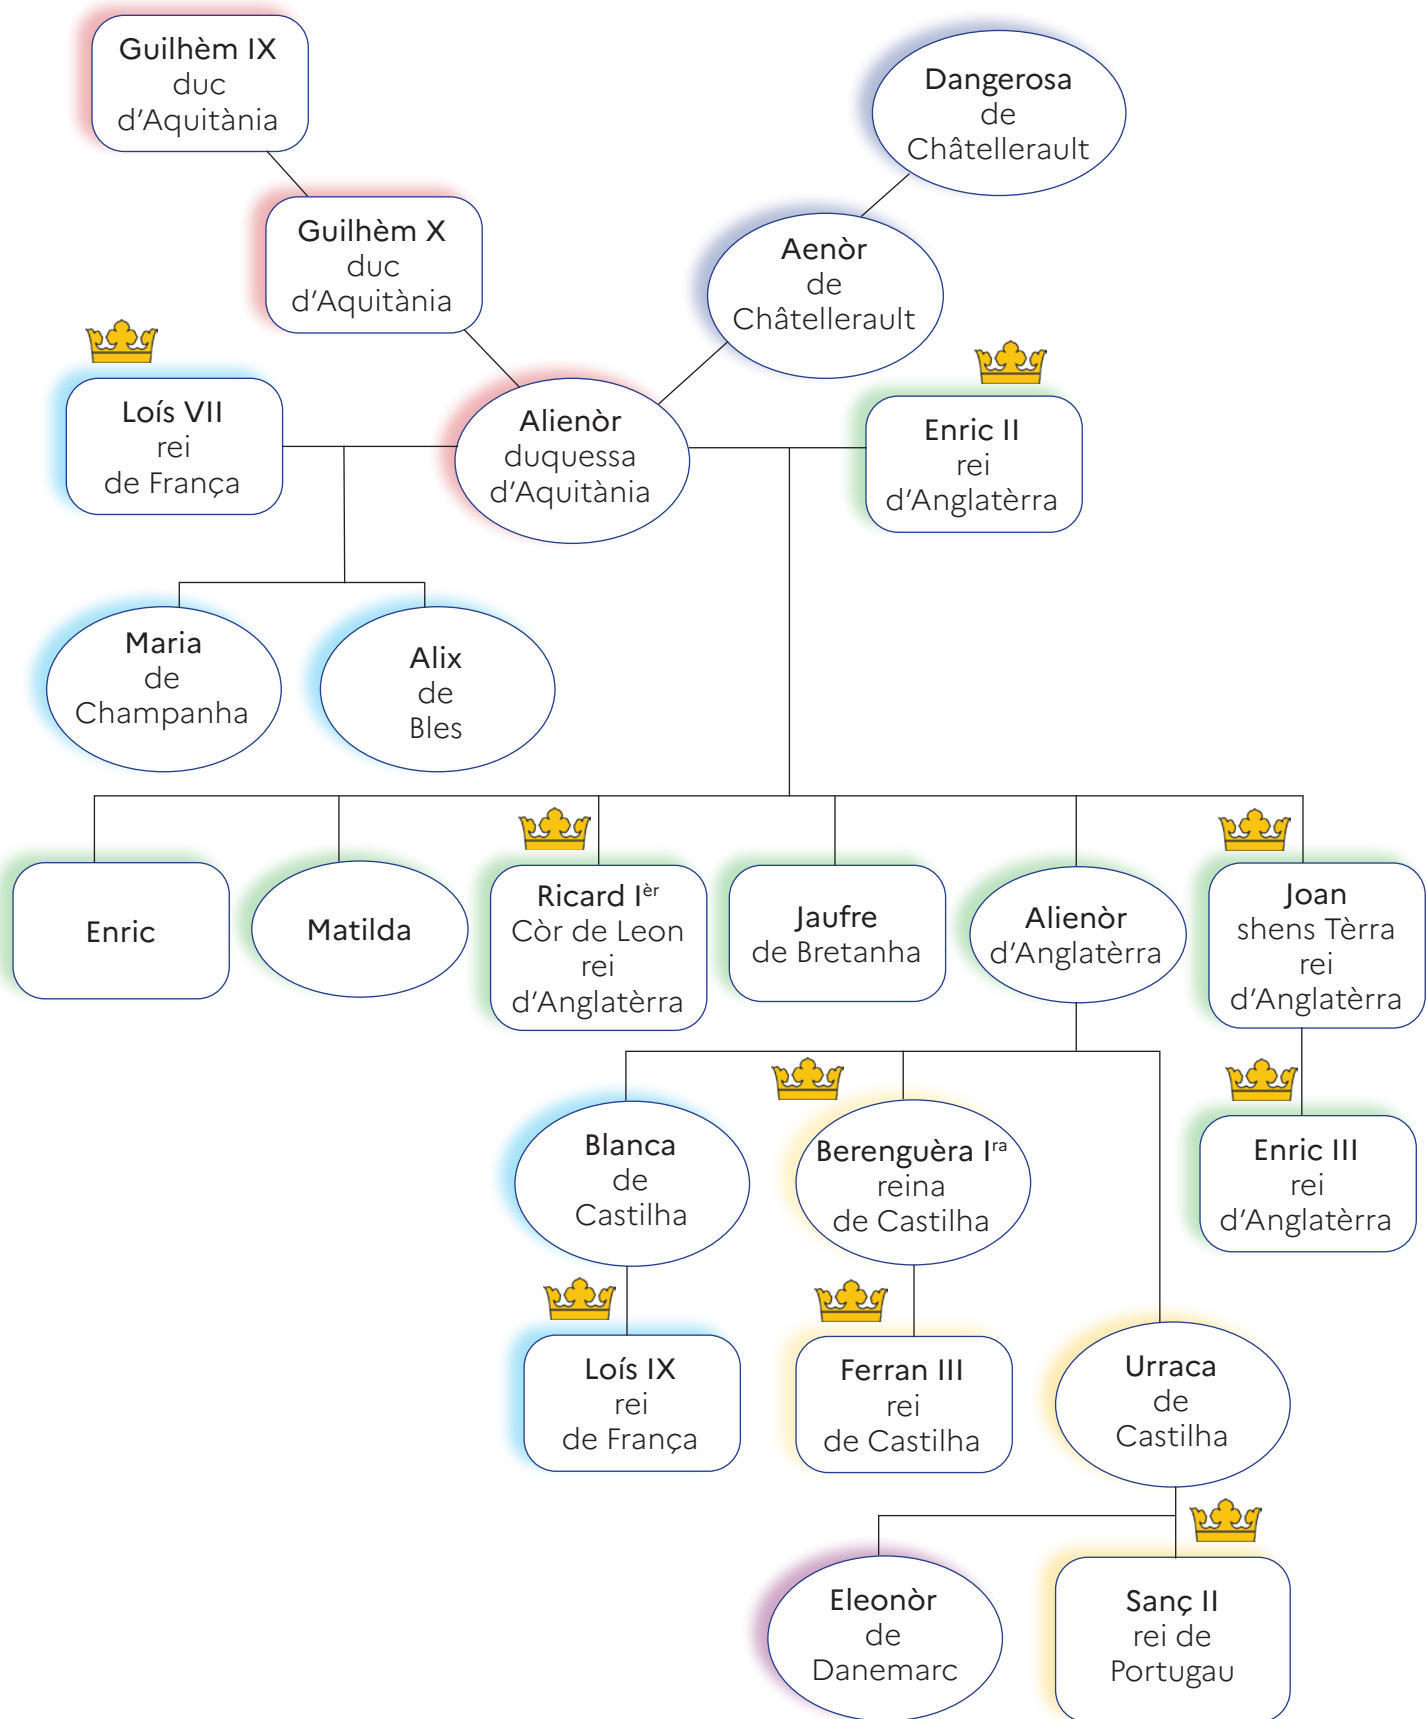 Guilhèm IX
duc
d'Aquitània
Dangerosa
de
Châtellerault
Guilhèm X
duc
d'Aquitània
Aenòr
de
Châtellerault
Loís VII
rei
de França
Alienòr
duquessa
d'Aquitània
Enric II
rei
d'Anglatèrra
Maria
de
Champanha
Alix
de
Bles
Enric
Matilda
Ricard Ièr
Còr de Leon
rei
d'Anglatèrra
Jaufre
de Bretanha
Alienòr
d'Anglatèrra
Joan
shens Tèrra
rei
d'Anglatèrra
Blanca
de
Castilha
Berenguèra Ira
reina
de Castilha
Enric III
rei
d'Anglatèrra
Loís IX
rei
de França
Ferran III
rei
de Castilha
Urraca
de
Castilha
Eleonòr
de
Danemarc
Sanç II
rei de
Portugau